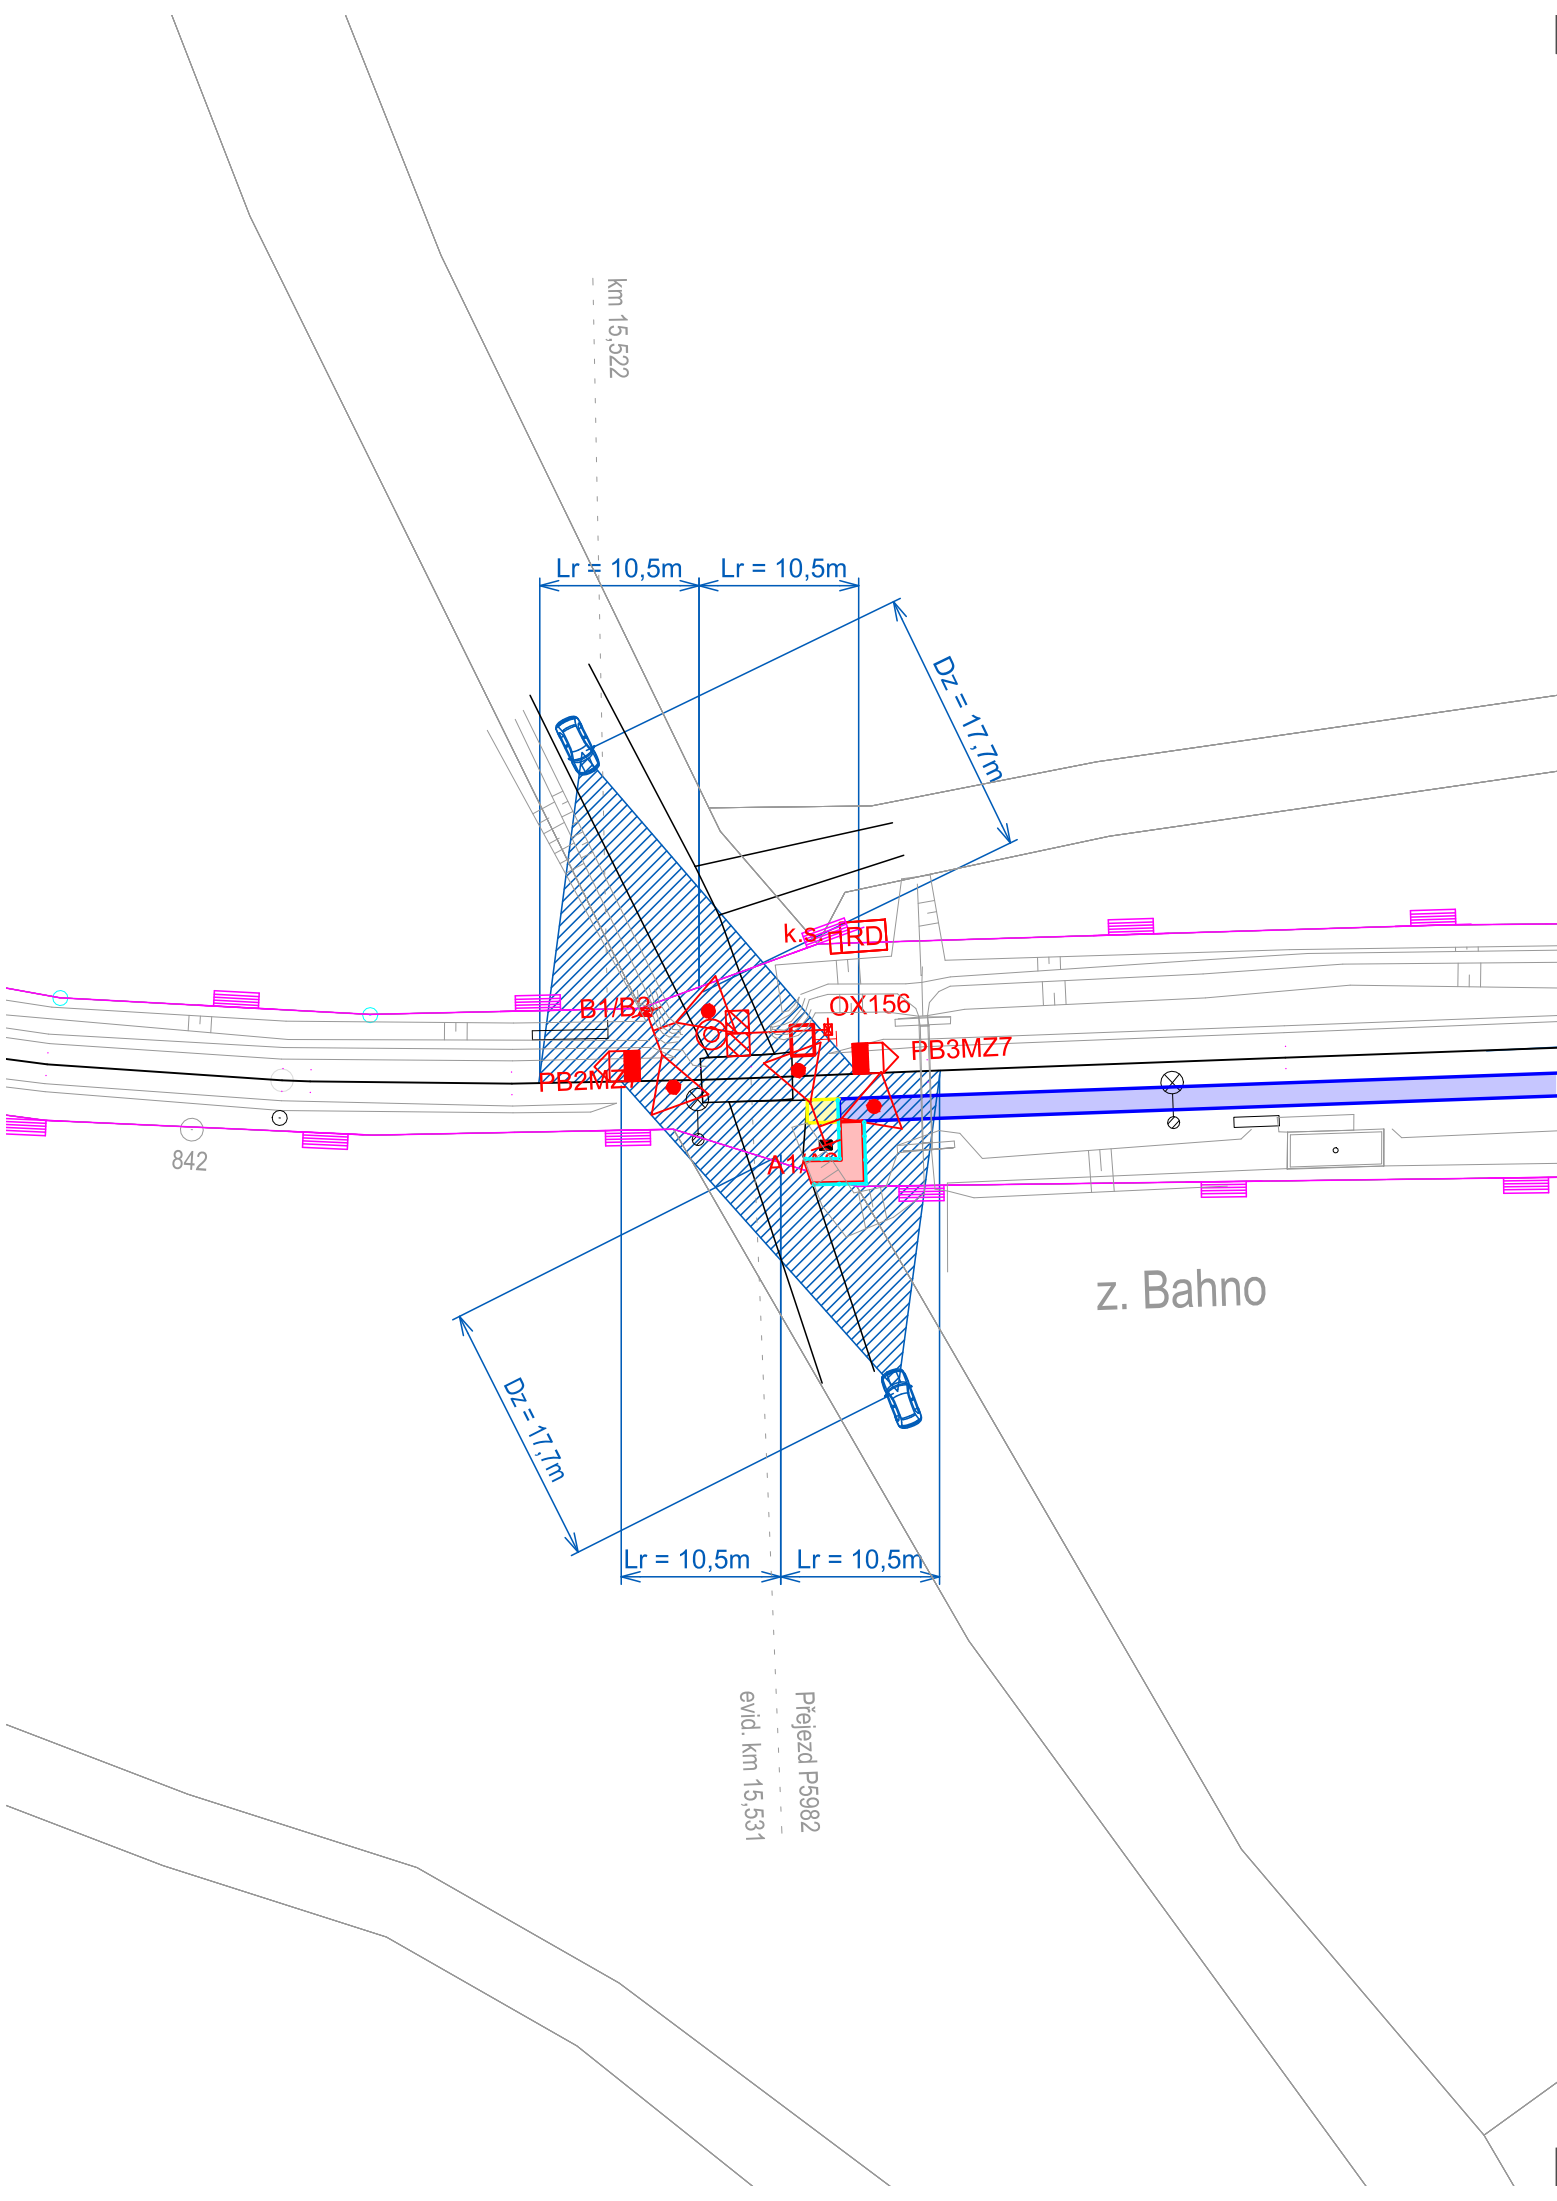 km 15,522
Lr = 10,5m
Lr = 10,5m
Dz = 17,7m
k.s.
RD
B1/B2
OX156
PB3MZ7
PB2MZ7
842
z. Bahno
Dz = 17,7m
Lr = 10,5m
Lr = 10,5m
Přejezd P5982
evid. km 15,531